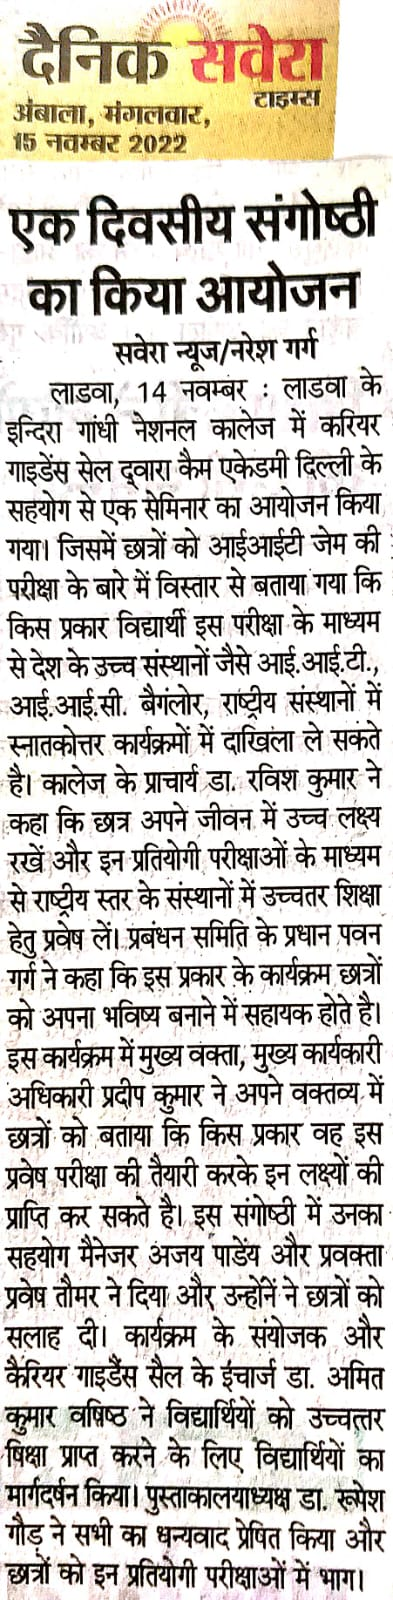 दैनिक सवेरा
टाइम्स
अंबाला, मंगलवार,
15 नवम्बर 2022
एक दिवसीय संगोष्ठी
का किया आयोजन
सवेरा न्यूज/नरेश गर्ग
लाडवा, 14 नवम्बर : लाडवा के
इन्दिरा गांधी नेशनल कालेज में करियर
गाइडेंस सेल द्वारा कैम एकेडमी दिल्ली के
सहयोग से एक सेमिनार का आयोजन किया
गया। जिसमें छात्रों को आईआईटी जेम की
परीक्षा के बारे में विस्तार से बताया गया कि
किस प्रकार विद्यार्थी इस परीक्षा के माध्यम
से देश के उच्च संस्थानों जैसे आई.आई.टी.,
आई.आई.सी. बैगंलोर, राष्ट्रीय संस्थानों में
स्नातकोत्तर कार्यक्रमों में दाखिला ले सकते
है। कालेज के प्राचार्य डा. रविश कुमार ने
कहा कि छात्र अपने जीवन में उच्च लक्ष्य
रखें और इन प्रतियोगी परीक्षाओं के माध्यम
से राष्ट्रीय स्तर के संस्थानों में उच्चतर शिक्षा
हेतु प्रवेष लें। प्रबंधन समिति के प्रधान पवन
गर्ग ने कहा कि इस प्रकार के कार्यक्रम छात्रों
को अपना भविष्य बनाने में सहायक होते है।
इस कार्यक्रम में मुख्य वक्ता, मुख्य कार्यकारी
अधिकारी प्रदीप कुमार ने अपने वक्तव्य में
छात्रों को बताया कि किस प्रकार वह इस
प्रवेष परीक्षा की तैयारी करके इन लक्ष्यों की
प्राप्ति कर सकते है। इस संगोष्ठी में उनका
सहयोग मैनेजर अजय पाडेंय और प्रवक्ता
प्रवेष तौमर ने दिया और उन्होनें ने छात्रों को
सलाह दी। कार्यक्रम के संयोजक और
कैरियर गाइडैंस सैल के इंचार्ज डा. अमित
कुमार वषिष्ठ ने विद्यार्थियों को उच्चत्तर
षिक्षा प्राप्त करने के लिए विद्यार्थियों का
मार्गदर्षन किया। पुस्ताकालयाध्यक्ष डा. रूपेश
गौड़ ने सभी का धन्यवाद प्रेषित किया और
छात्रों को इन प्रतियोगी परीक्षाओं में भाग।